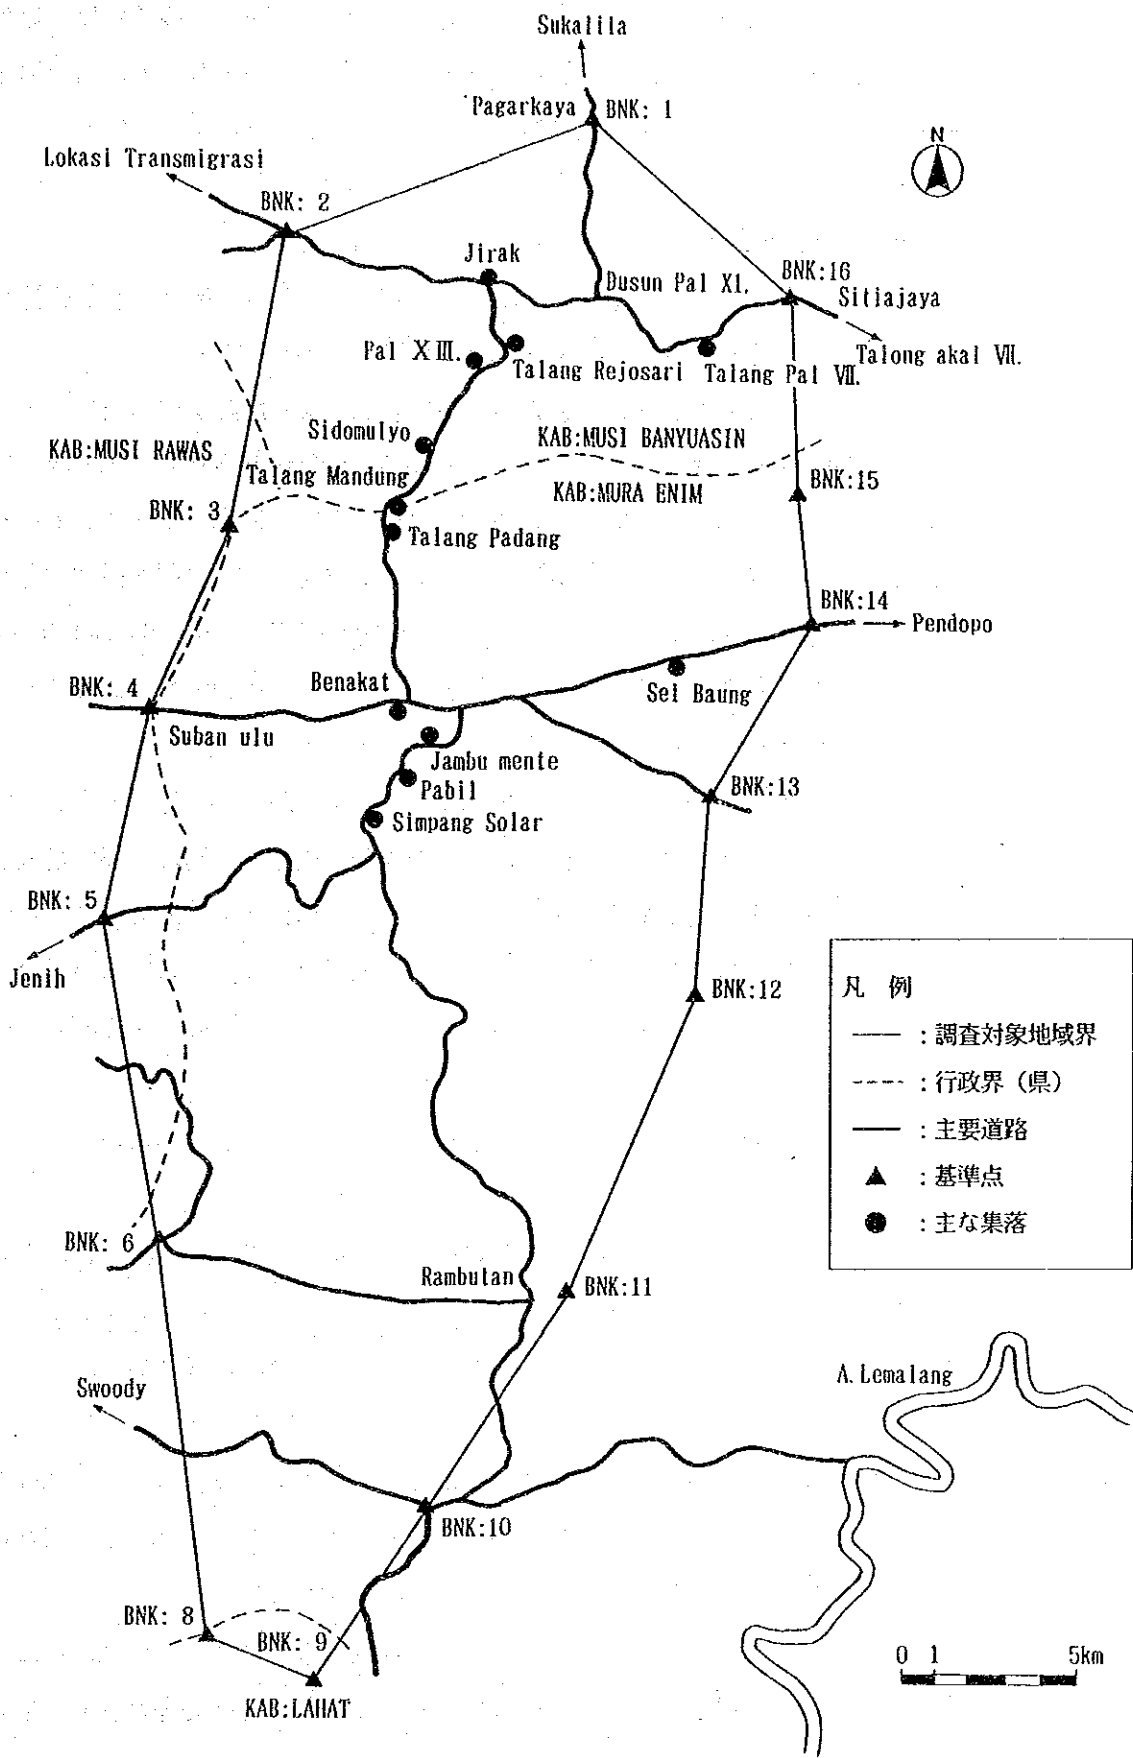 Sukalila
Pagarkaya
BNK: 1
N
Lokasi Transmigrasi
BNK: 2
Jirak
Dusun Pal XI.
BNK:16
Sitiajaya
Pal XIII.
Talang Rejosari
Talang Pal VII.
Talong akal VII.
KAB:MUSI RAWAS
Sidomulyo
KAB:MUSI BANYUASIN
Talang Mandung
KAB:MURA ENIM
BNK:15
BNK: 3
Talang Padang
BNK:14
Pendopo
BNK: 4
Benakat
Sel Baung
Suban ulu
Jambu mente
Pabil
BNK:13
Simpang Solar
BNK: 5
Jenih
BNK:12
凡 例
:調査対象地域界
:行政界(県)
:主要道路
:基準点
:主な集落
BNK: 6
Rambutan
BNK:11
Swoody
A.Lemalang
BNK:10
BNK: 8
BNK: 9
KAB:LAHAT
0 1 5km